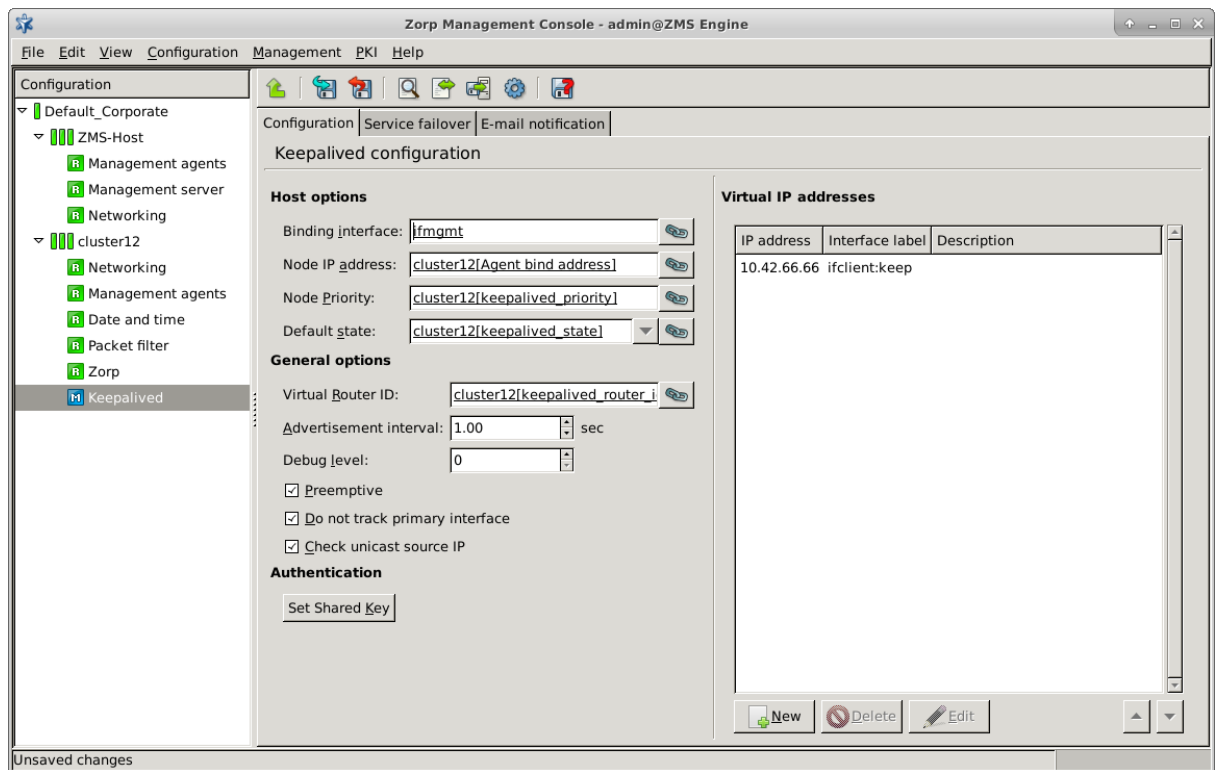 Zorp Management Console - admin@ZMS Engine
File Edit View Configuration Management PKI Help
Configuration
Default_Corporate
ZMS-Host
R Management agents
R Management server
R Networking
cluster12
R Networking
R Management agents
R Date and time
R Packet filter
R Zorp
M Keepalived
Configuration Service failover E-mail notification
Keepalived configuration
Host options
Binding interface: ifmgmt
Node IP address: cluster12[Agent bind address]
Node Priority: cluster12[keepalived_priority]
Default state: cluster12[keepalived_state]
General options
Virtual Router ID: cluster12[keepalived_router_i
Advertisement interval: 1.00 sec
Debug level: 0
Preemptive
Do not track primary interface
Check unicast source IP
Authentication
Set Shared Key
Virtual IP addresses
IP address Interface label Description
10.42.66.66 ifclient:keep
New Delete Edit
Unsaved changes